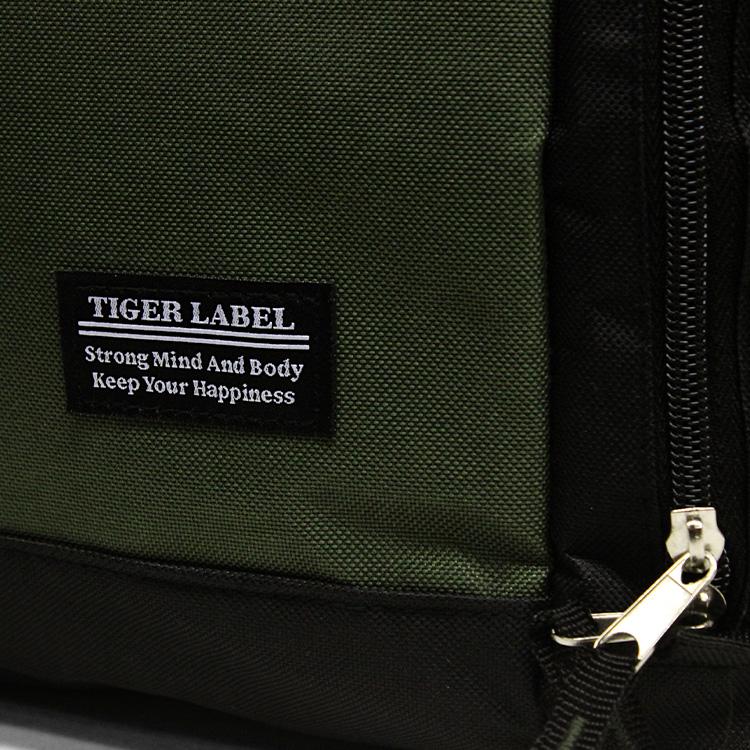 TIGER LABEL
Strong Mind And Body
Keep Your Happiness